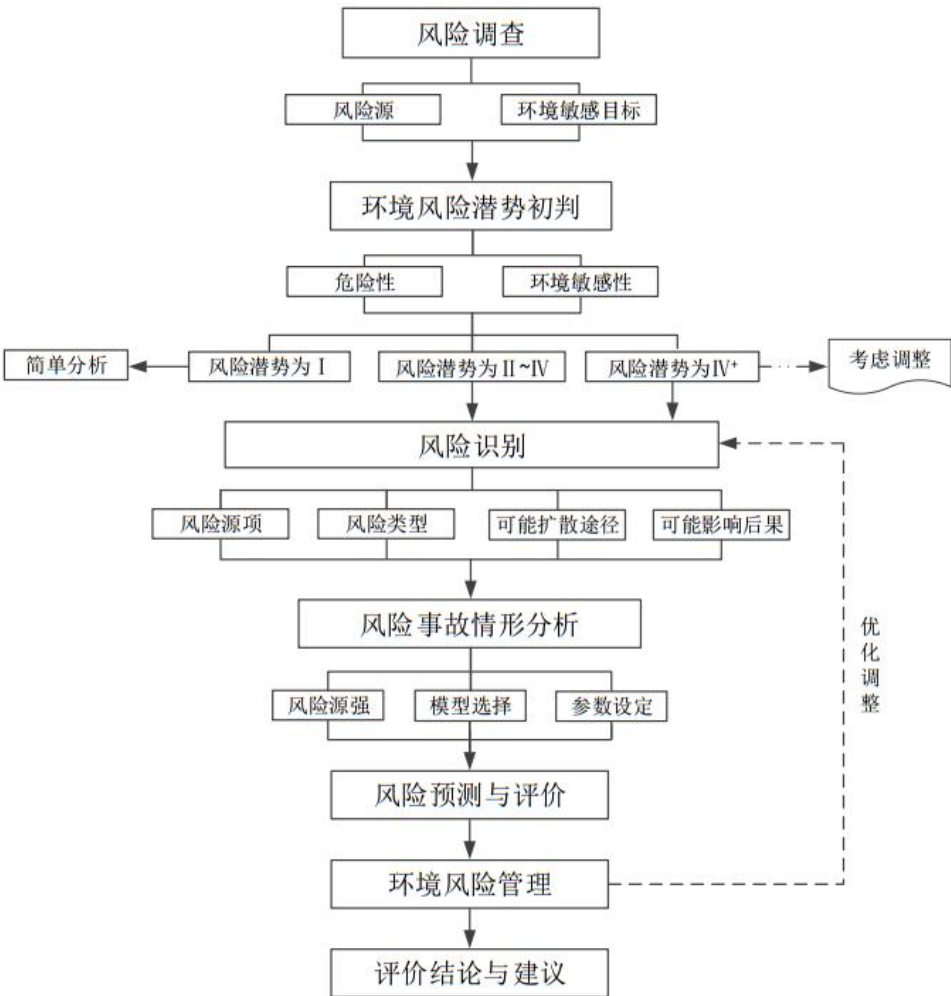 风险调查
风险源
环境敏感目标
环境风险潜势初判
危险性
环境敏感性
简单分析
风险潜势为Ⅰ
风险潜势为Ⅱ~Ⅳ
风险潜势为Ⅳ⁺
考虑调整
风险识别
风险源项
风险类型
可能扩散途径
可能影响后果
风险事故情形分析
风险源强
模型选择
参数设定
优化调整
风险预测与评价
环境风险管理
评价结论与建议